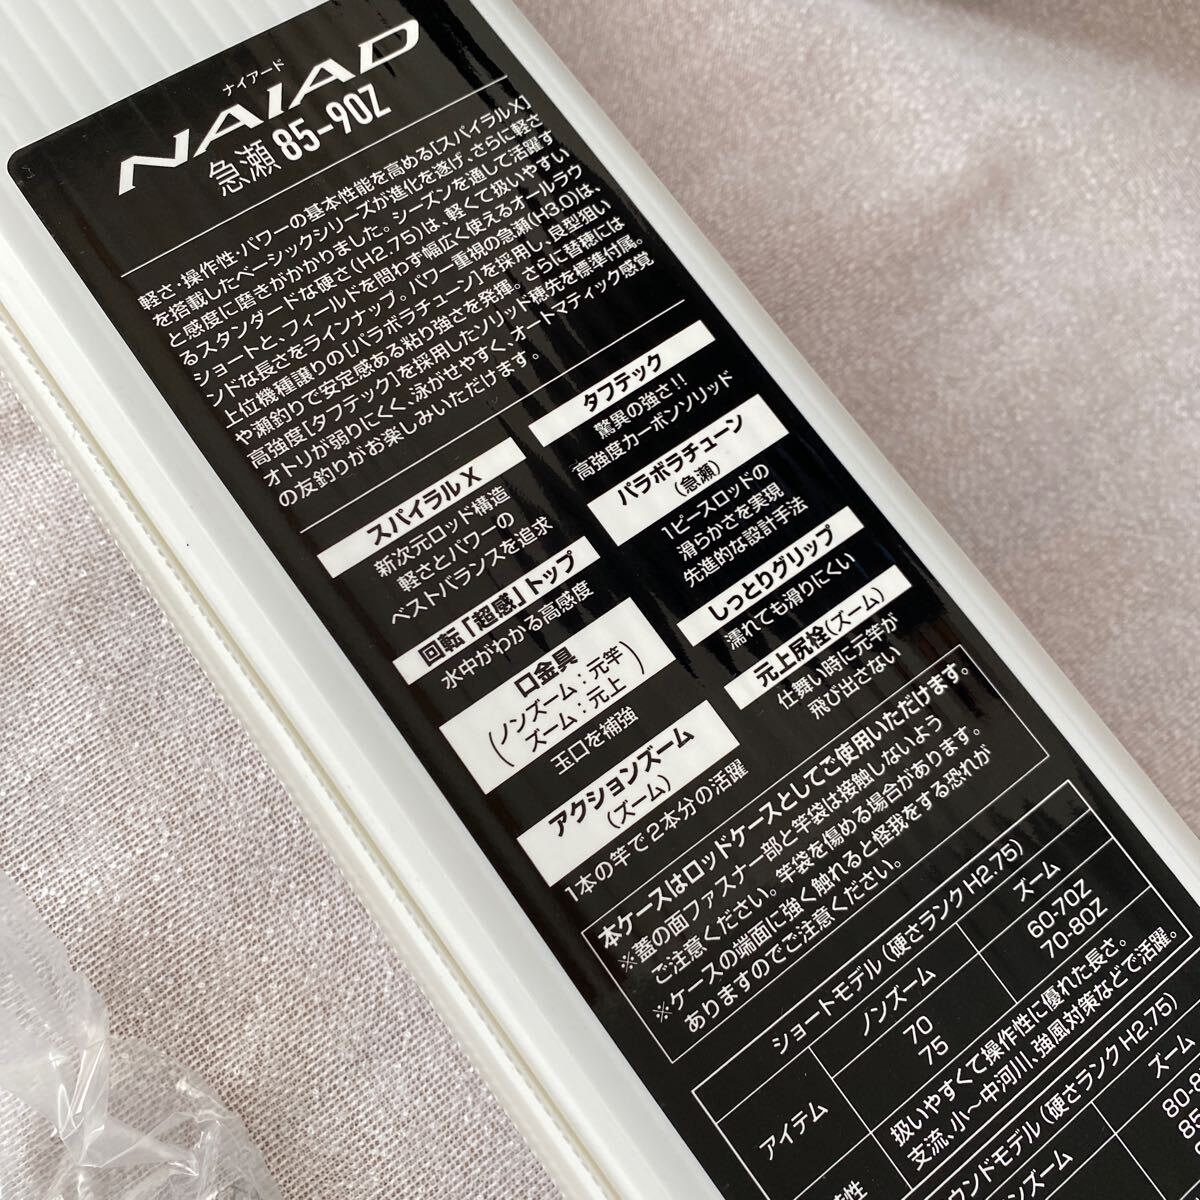 ナイアード
NAIAD
急瀬 85-90Z
軽さ・操作性・パワーの基本性能を高める[スパイラルX]
を搭載したベーシックシリーズが進化を遂げ、さらに軽さ
と感度に磨きがかかりました。シーズンを通して活躍す
るスタンダードな硬さ(H2.75)は、軽くて扱いやすい
ショートと、フィールドを問わず幅広く使えるオールラウ
ンドな長さをラインナップ。パワー重視の急瀬(H3.0)は、
上位機種譲りの[パラボラチューン]を採用し、良型狙い
や瀬釣りで安定感ある粘り強さを発揮。さらに替穂には
高強度[タフテック]を採用したソリッド穂先を標準付属。
オトリが弱りにくく、泳がせやすく、オートマティック感覚
の友釣りがお楽しみいただけます。
スパイラルX
新次元ロッド構造
軽さとパワーの
ベストバランスを追求
回転「超感」トップ
水中がわかる高感度
口金具
(ノンズーム:元竿
ズーム:元上)
玉口を補強
アクションズーム
(ズーム)
1本の竿で2本分の活躍
タフテック
驚異の強さ!!
高強度カーボンソリッド
パラボラチューン
(急瀬)
1ピースロッドの
滑らかさを実現
先進的な設計手法
しっとりグリップ
濡れても滑りにくい
元上尻栓(ズーム)
仕舞い時に元竿が
飛び出さない
本ケースはロッドケースとしてご使用いただけます。
※蓋の面ファスナー部と竿袋は接触しないよう
ご注意ください。竿袋を傷める場合があります。
※ケースの端面に強く触れると怪我をする恐れが
ありますのでご注意ください。
ショートモデル(硬さランクH2.75)
アイテム
ノンズーム
ズーム
70
75
60-70Z
70-80Z
扱いやすくて操作性に優れた長さ。
支流、小〜中河川、強風対策などで活躍。
ウンドモデル(硬さランクH2.75)
ズーム